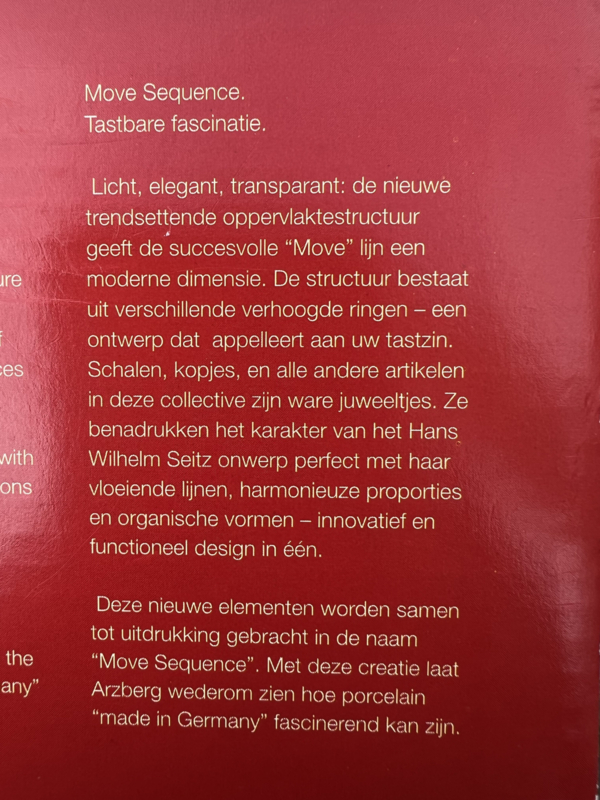 Move Sequence.
Tastbare fascinatie.
Licht, elegant, transparant: de nieuwe
trendsettende oppervlaktestructuur
geeft de succesvolle “Move” lijn een
moderne dimensie. De structuur bestaat
uit verschillende verhoogde ringen – een
ontwerp dat appelleert aan uw tastzin.
Schalen, kopjes, en alle andere artikelen
in deze collective zijn ware juweeltjes. Ze
benadrukken het karakter van het Hans
Wilhelm Seitz onwerp perfect met haar
vloeiende lijnen, harmonieuze proporties
en organische vormen – innovatief en
functioneel design in één.
Deze nieuwe elementen worden samen
tot uitdrukking gebracht in de naam
“Move Sequence”. Met deze creatie laat
Arzberg wederom zien hoe porcelain
“made in Germany” fascinerend kan zijn.
with
the